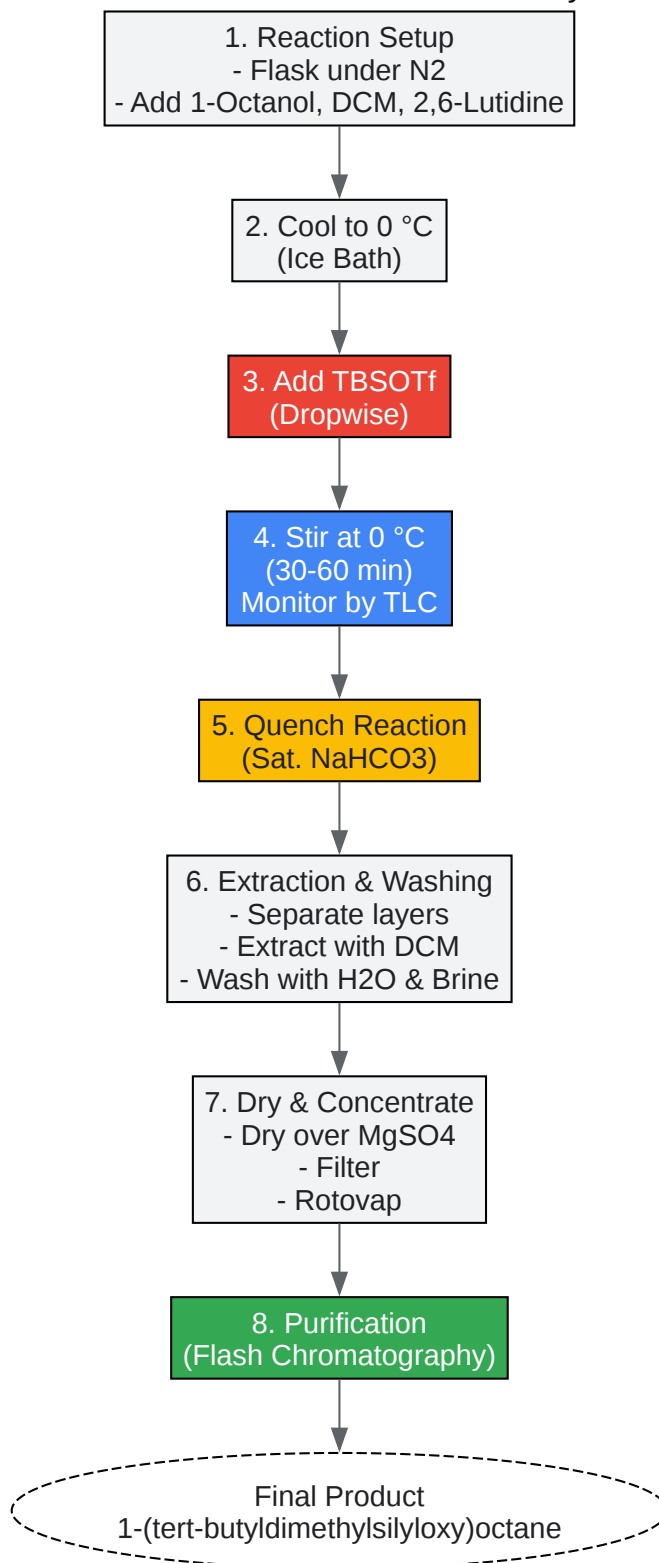 1. Reaction Setup
- Flask under N2
- Add 1-Octanol, DCM, 2,6-Lutidine
2. Cool to 0 °C
(Ice Bath)
3. Add TBSOTf
(Dropwise)
4. Stir at 0 °C
(30-60 min)
Monitor by TLC
5. Quench Reaction
(Sat. NaHCO3)
6. Extraction & Washing
- Separate layers
- Extract with DCM
- Wash with H2O & Brine
7. Dry & Concentrate
- Dry over MgSO4
- Filter
- Rotovap
8. Purification
(Flash Chromatography)
Final Product
1-(tert-butyldimethylsilyloxy)octane